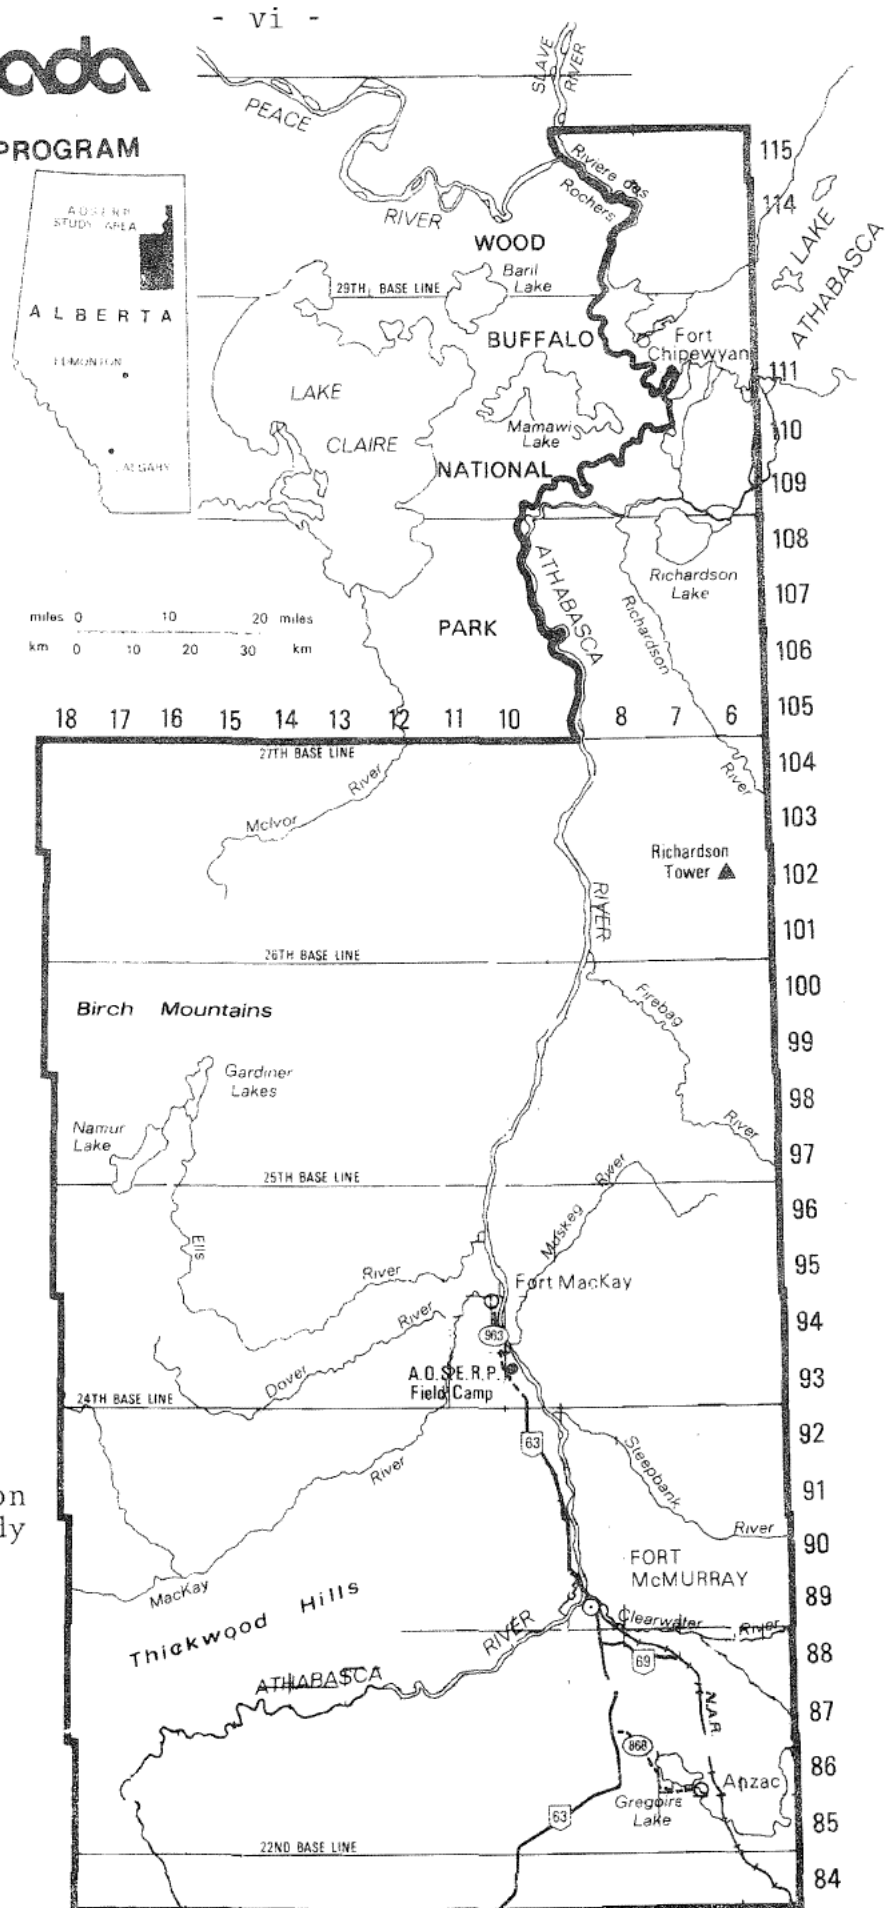 - vi -
ada
PROGRAM
A.O.S.E.R.P.
STUDY AREA
ALBERTA
EDMONTON
CALGARY
SLAVE
RIVER
PEACE
RIVER
Riviere des
Rochers
115
114
WOOD
LAKE
ATHABASCA
Baril
Lake
29TH BASE LINE
BUFFALO
Fort
Chipewyan
111
LAKE
CLAIRE
Mamawi
Lake
110
NATIONAL
109
108
ATHABASCA
Richardson
Lake
107
miles 0 10 20 miles
km 0 10 20 30 km
PARK
Richardson
106
105
18 17 16 15 14 13 12 11 10 8 7 6
27TH BASE LINE
104
River
River
McIvor
103
Richardson
Tower
102
RIVER
101
26TH BASE LINE
100
Birch Mountains
Firebag
99
Gardiner
Lakes
98
Namur
Lake
River
97
25TH BASE LINE
River
96
Muskeg
Ells
95
River
Fort MacKay
River
94
963
Dover
A.O.S.E.R.P.
Field Camp
93
24TH BASE LINE
92
63
Steepbank
River
91
on
dy
River
90
FORT
McMURRAY
MacKay
89
Thickwood Hills
Clearwater River
RIVER
88
69
ATHABASCA
N.A.R.
87
868
86
Anzac
Gregoire
Lake
63
85
22ND BASE LINE
84